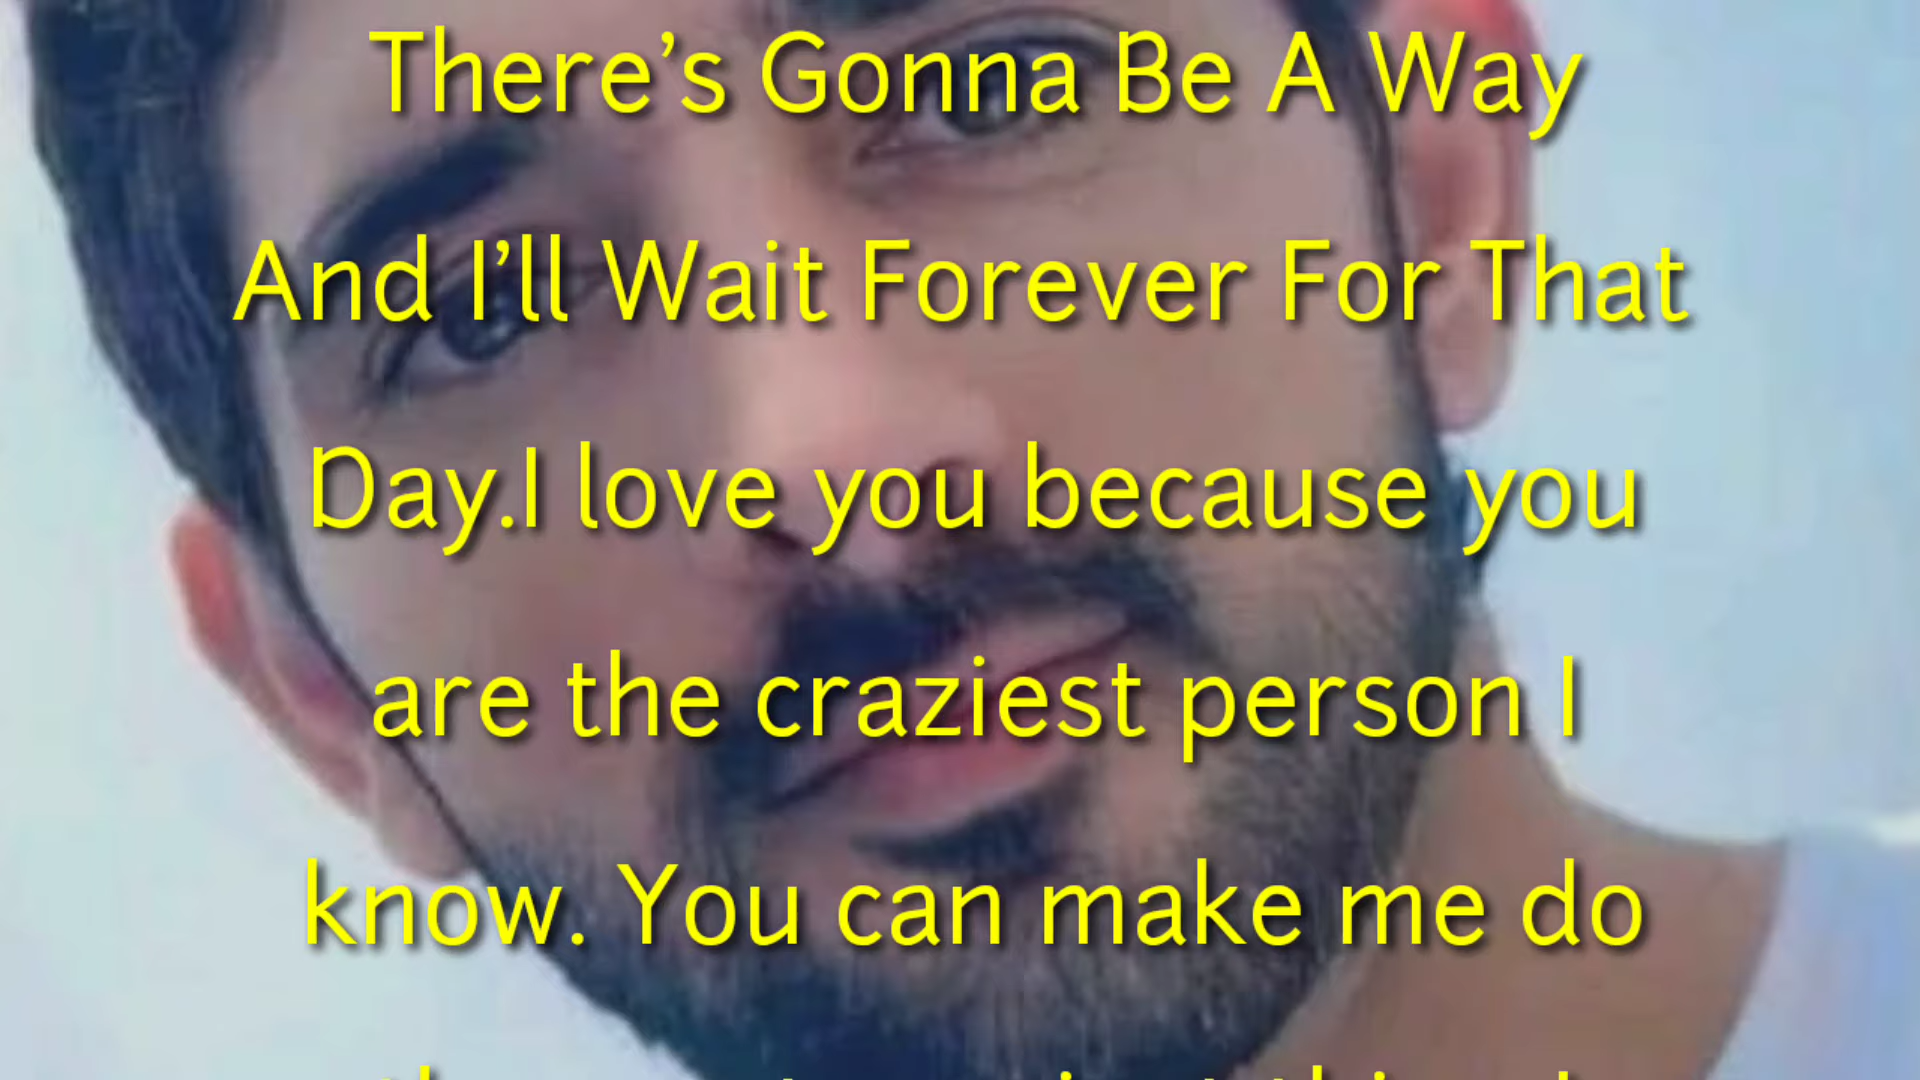 There’s Gonna Be A Way
And I’ll Wait Forever For That
Day.I love you because you
are the craziest person I
know. You can make me do